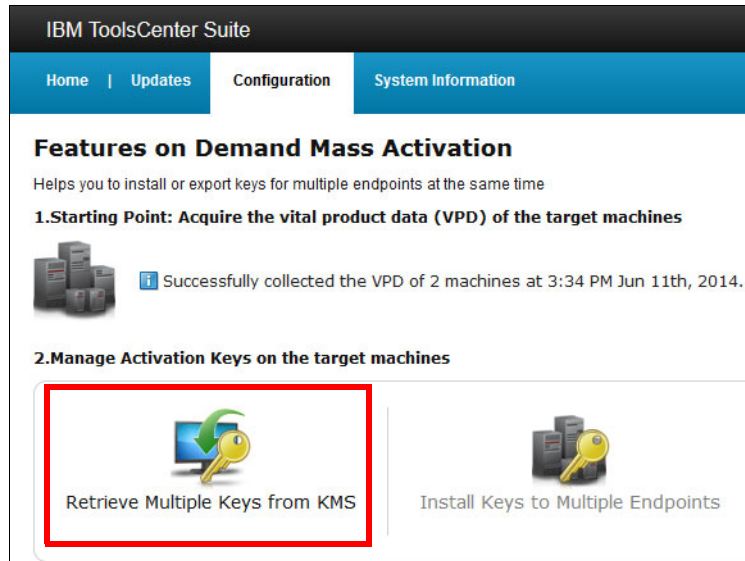 IBM ToolsCenter Suite
Home | Updates Configuration System Information
Features on Demand Mass Activation
Helps you to install or export keys for multiple endpoints at the same time
1.Starting Point: Acquire the vital product data (VPD) of the target machines
Successfully collected the VPD of 2 machines at 3:34 PM Jun 11th, 2014.
2.Manage Activation Keys on the target machines
Retrieve Multiple Keys from KMS Install Keys to Multiple Endpoints